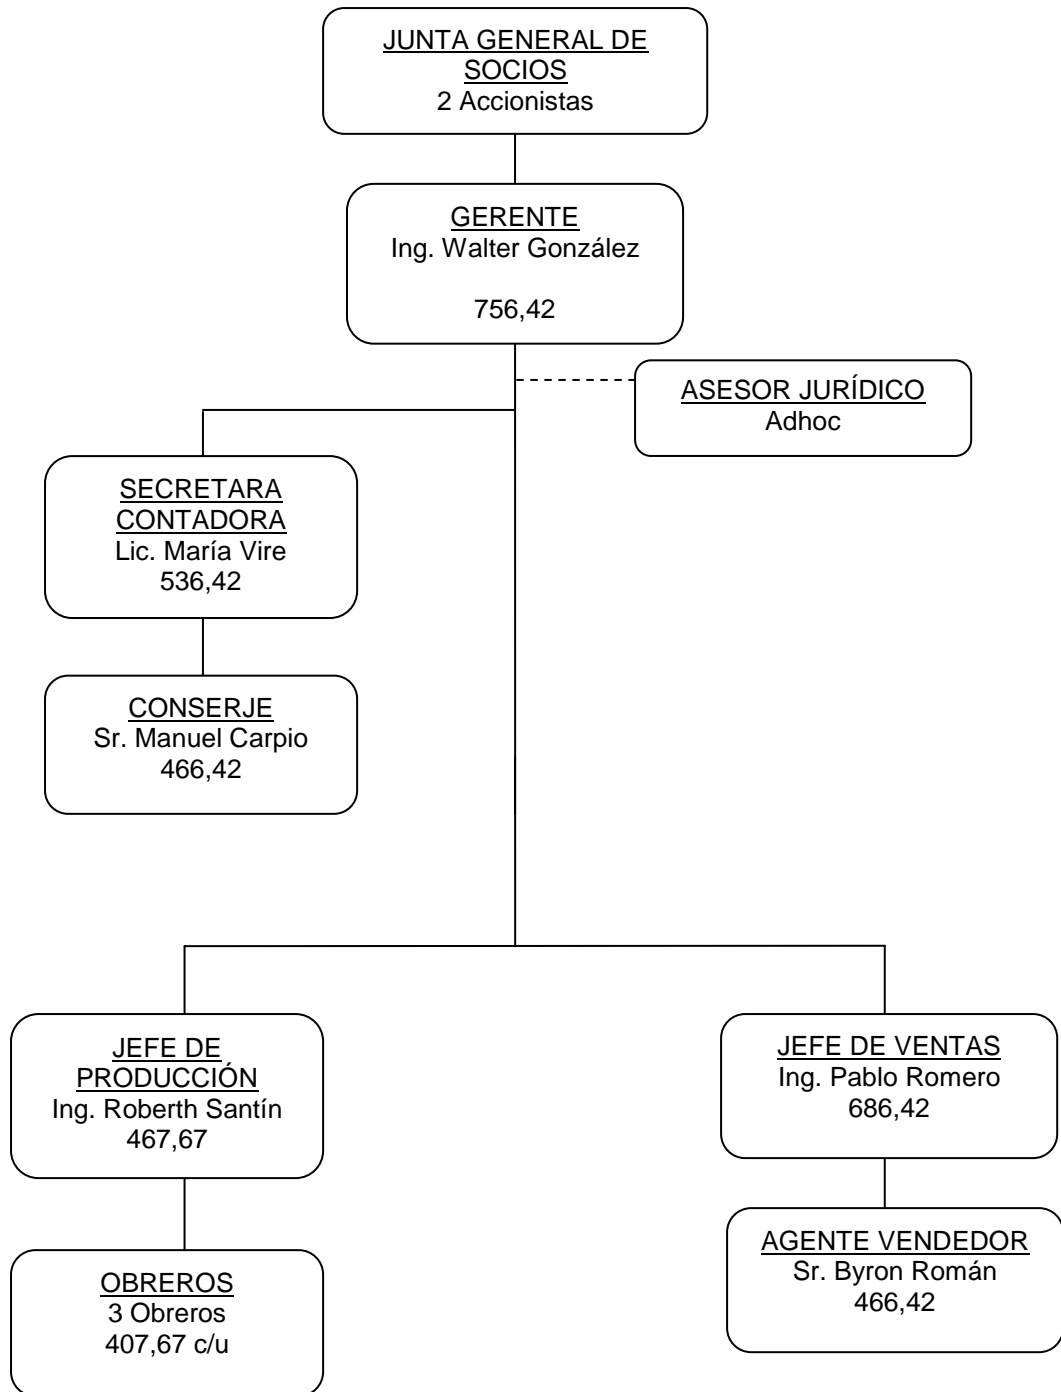 JUNTA GENERAL DE
SOCIOS
2 Accionistas
GERENTE
Ing. Walter González
756,42
ASESOR JURÍDICO
Adhoc
SECRETARA
CONTADORA
Lic. María Vire
536,42
CONSERJE
Sr. Manuel Carpio
466,42
JEFE DE
PRODUCCIÓN
Ing. Roberth Santín
467,67
JEFE DE VENTAS
Ing. Pablo Romero
686,42
OBREROS
3 Obreros
407,67 c/u
AGENTE VENDEDOR
Sr. Byron Román
466,42